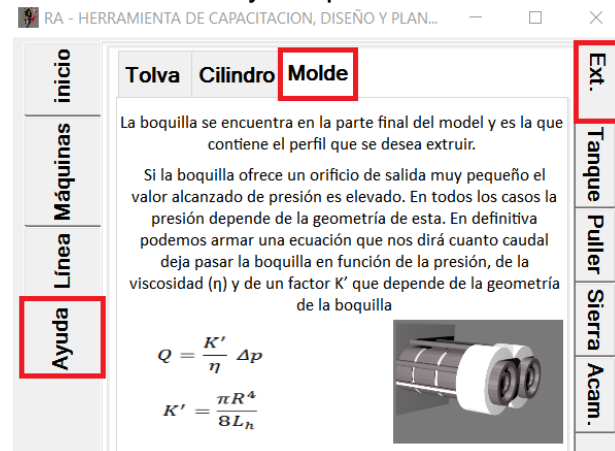 RA - HERRAMIENTA DE CAPACITACION, DISEÑO Y PLAN...
inicio
Máquinas
Línea
Ayuda
Tolva Cilindro Molde
La boquilla se encuentra en la parte final del model y es la que
contiene el perfil que se desea extruir.
Si la boquilla ofrece un orificio de salida muy pequeño el
valor alcanzado de presión es elevado. En todos los casos la
presión depende de la geometría de esta. En definitiva
podemos armar una ecuación que nos dirá cuanto caudal
deja pasar la boquilla en función de la presión, de la
viscosidad (η) y de un factor K’ que depende de la geometría
de la boquilla
Q = K′/η Δp
K′ = πR⁴/8Lₕ
Ext.
Tanque
Puller
Sierra
Acam.